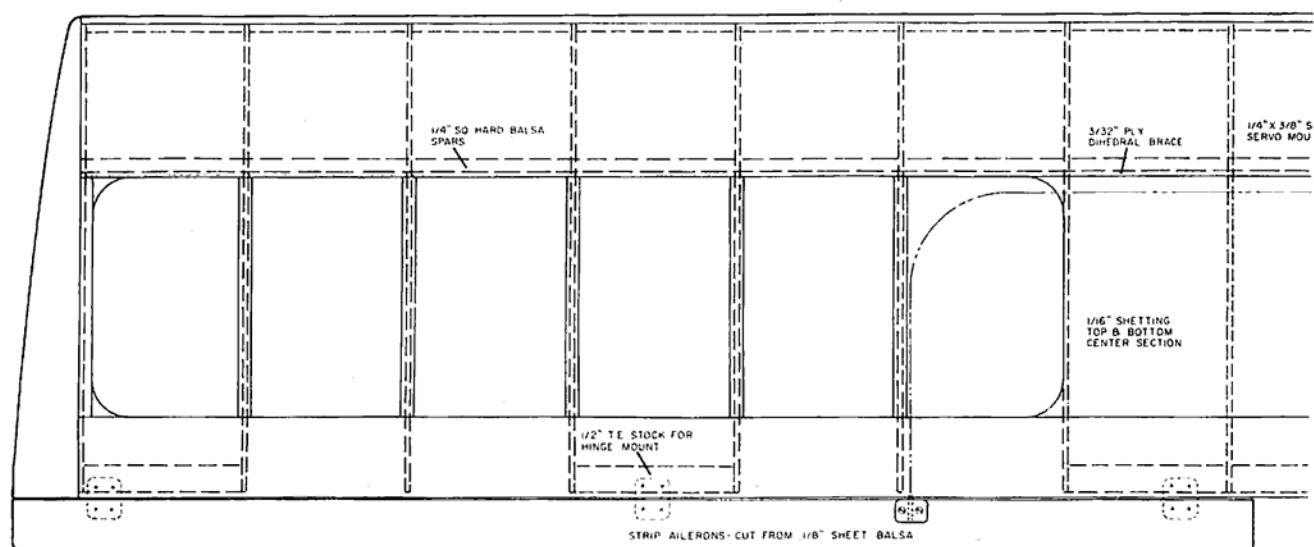 1/4" SQ HARD BALSA
SPARS
3/32" PLY
DIHEDRAL BRACE
1/4" X 3/8" S
SERVO MOU
1/16" SHETTING
TOP & BOTTOM
CENTER SECTION
1/2" T.E. STOCK FOR
HINGE MOUNT
STRIP AILERONS-CUT FROM 1/8" SHEET BALSA